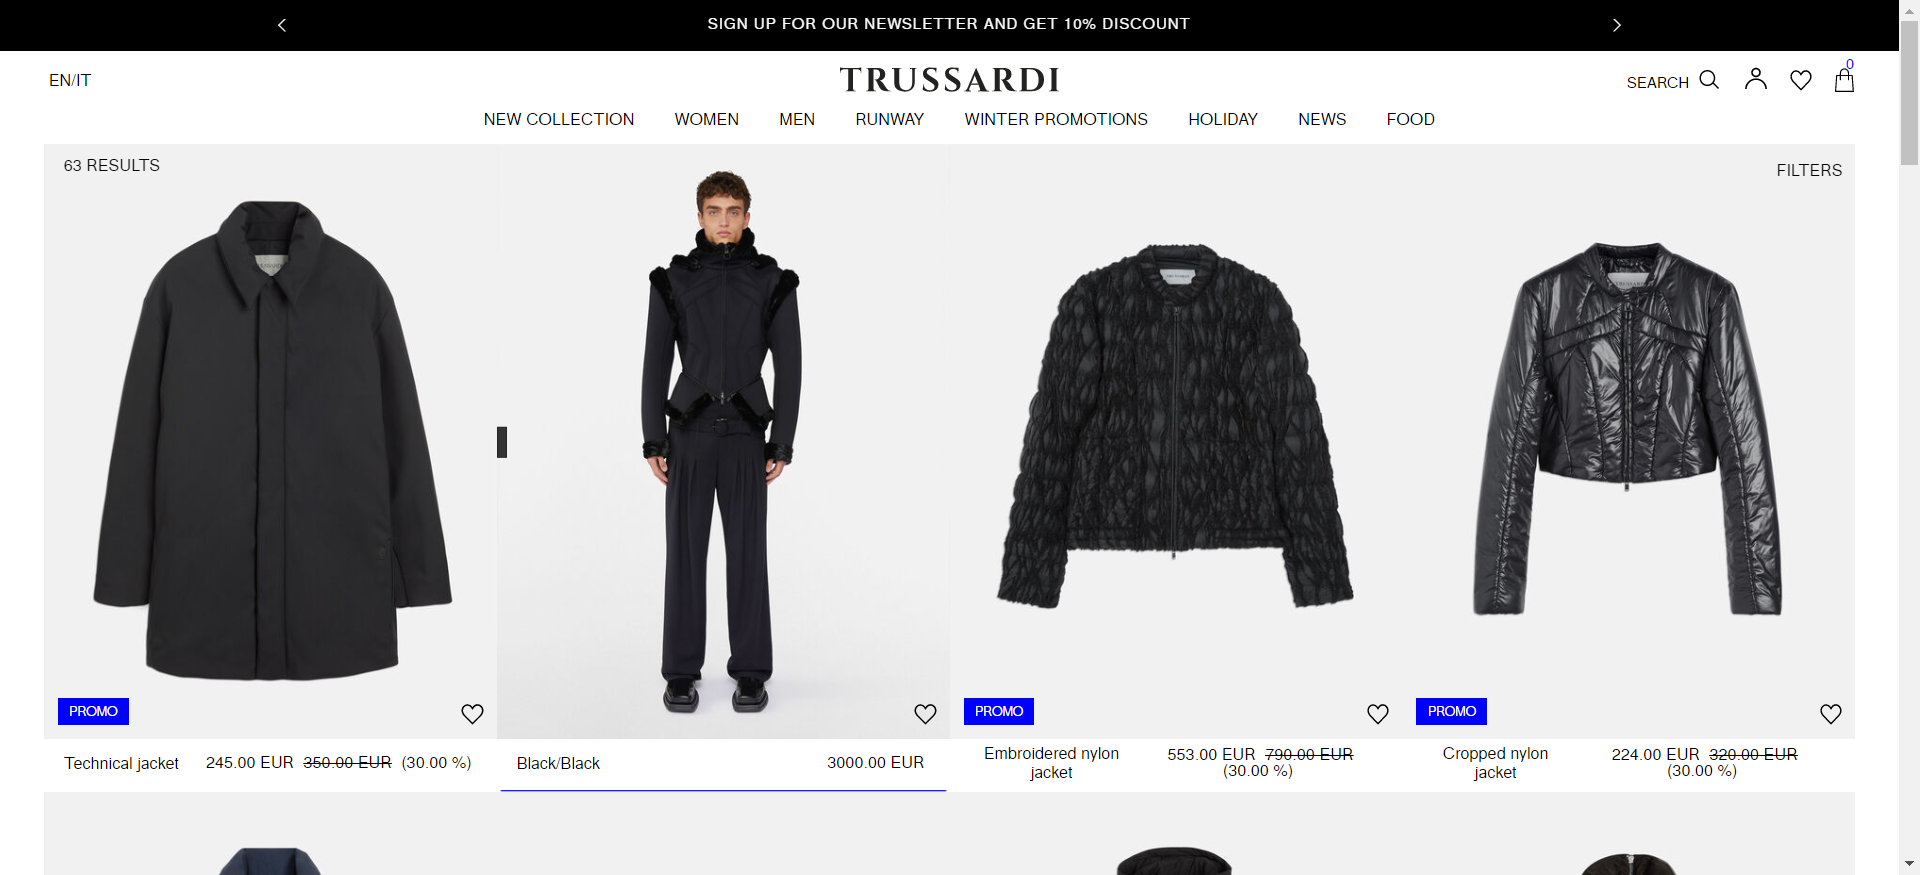 SIGN UP FOR OUR NEWSLETTER AND GET 10% DISCOUNT
EN/IT
TRUSSARDI
SEARCH
0
NEW COLLECTION WOMEN MEN RUNWAY WINTER PROMOTIONS HOLIDAY NEWS FOOD
63 RESULTS
FILTERS
TRUSSARDI
PROMO
PROMO
PROMO
Technical jacket 245.00 EUR 350.00 EUR (30.00 %)
Black/Black 3000.00 EUR
Embroidered nylon
jacket
553.00 EUR 790.00 EUR
(30.00 %)
Cropped nylon
jacket
224.00 EUR 320.00 EUR
(30.00 %)